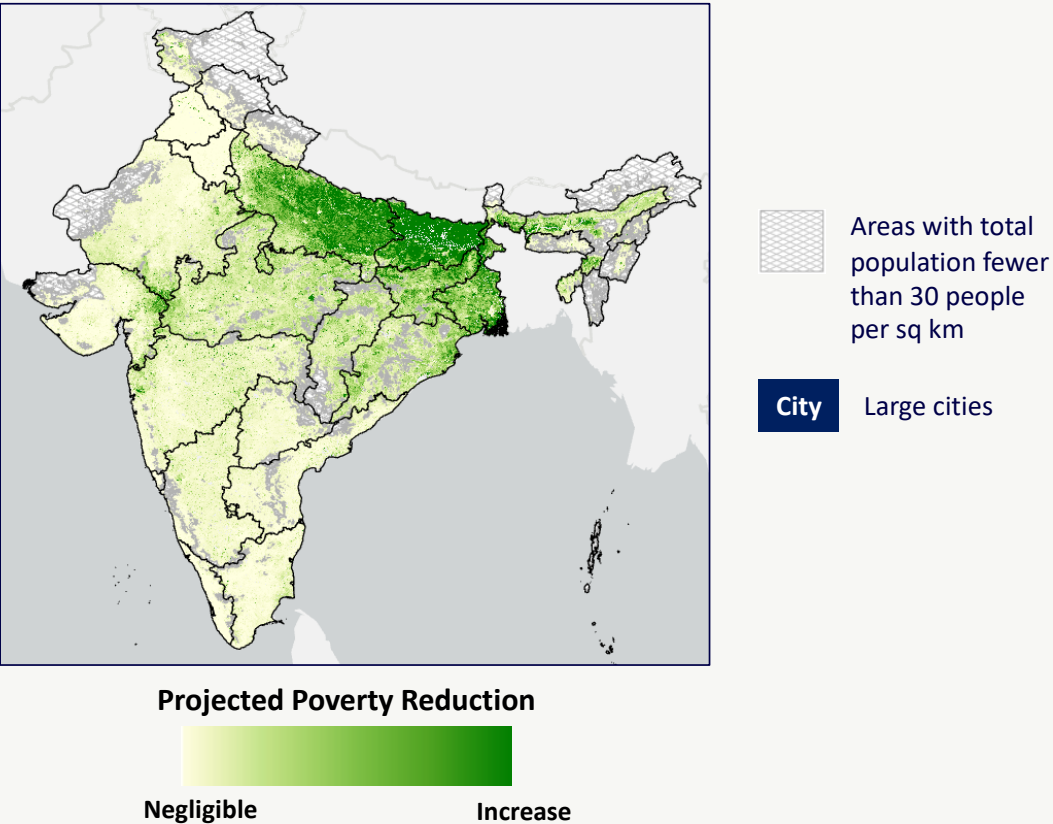 Areas with total
population fewer
than 30 people
per sq km
City
Large cities
Projected Poverty Reduction
Negligible
Increase